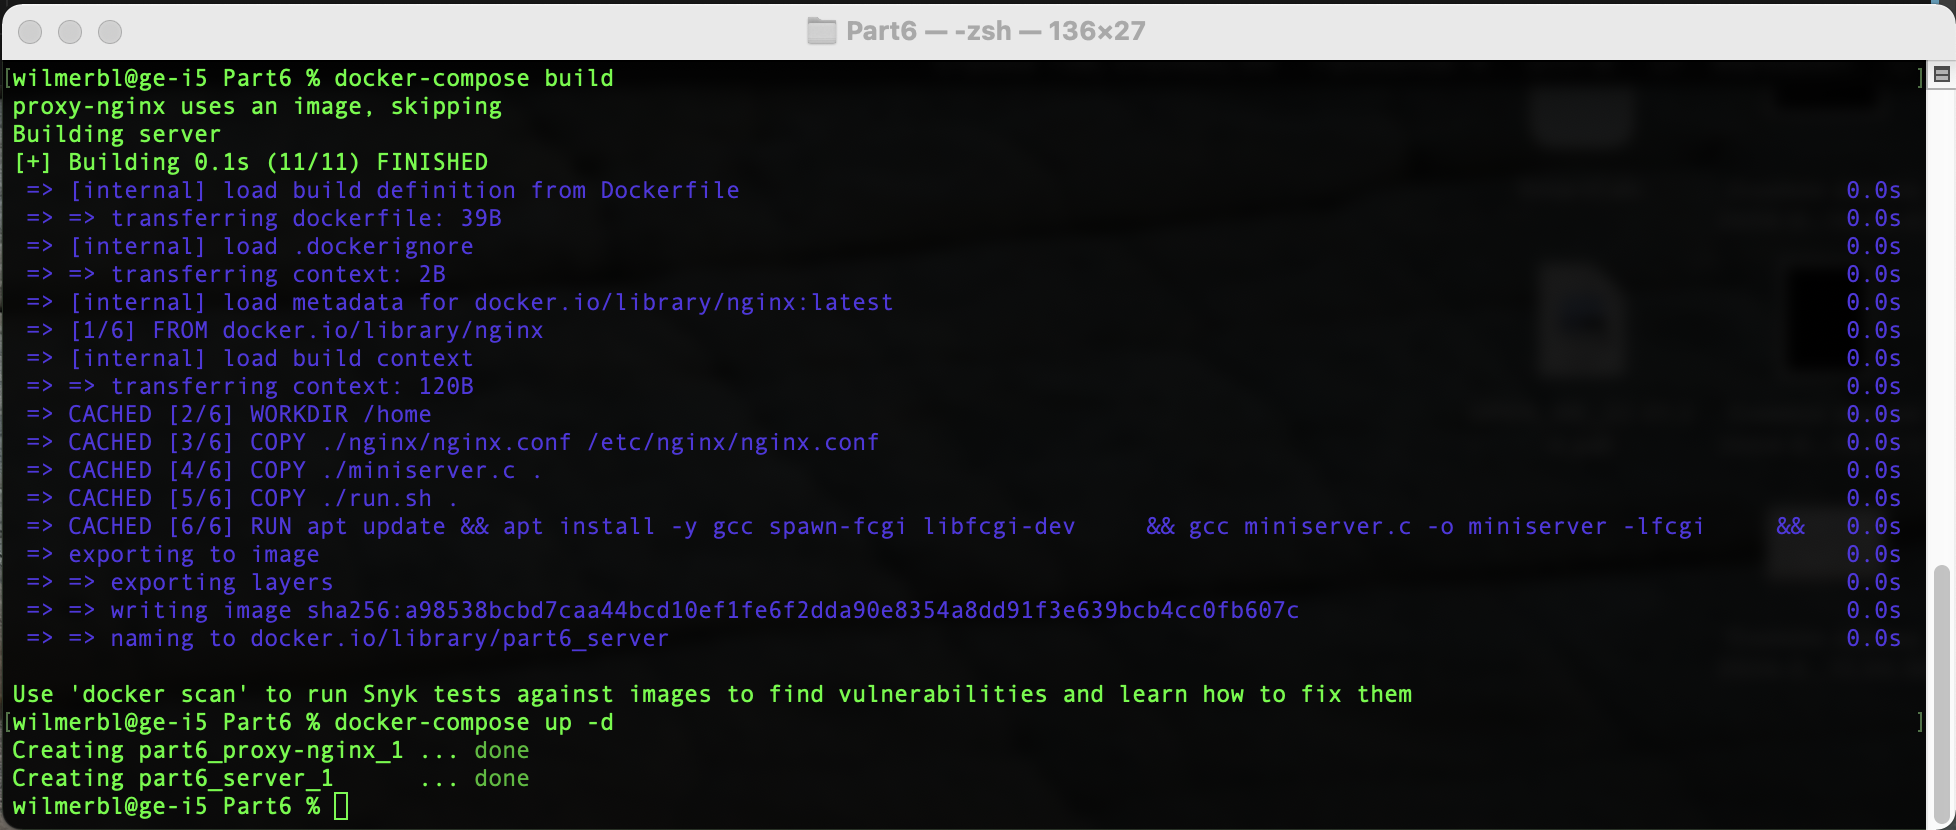 Part6 — -zsh — 136×27
[wilmerbl@ge-i5 Part6 % docker-compose build ]
proxy-nginx uses an image, skipping
Building server
[+] Building 0.1s (11/11) FINISHED
=> [internal] load build definition from Dockerfile 0.0s
=> => transferring dockerfile: 39B 0.0s
=> [internal] load .dockerignore 0.0s
=> => transferring context: 2B 0.0s
=> [internal] load metadata for docker.io/library/nginx:latest 0.0s
=> [1/6] FROM docker.io/library/nginx 0.0s
=> [internal] load build context 0.0s
=> => transferring context: 120B 0.0s
=> CACHED [2/6] WORKDIR /home 0.0s
=> CACHED [3/6] COPY ./nginx/nginx.conf /etc/nginx/nginx.conf 0.0s
=> CACHED [4/6] COPY ./miniserver.c . 0.0s
=> CACHED [5/6] COPY ./run.sh . 0.0s
=> CACHED [6/6] RUN apt update && apt install -y gcc spawn-fcgi libfcgi-dev     && gcc miniserver.c -o miniserver -lfcgi     && 0.0s
=> exporting to image 0.0s
=> => exporting layers 0.0s
=> => writing image sha256:a98538bcbd7caa44bcd10ef1fe6f2dda90e8354a8dd91f3e639bcb4cc0fb607c 0.0s
=> => naming to docker.io/library/part6_server 0.0s
Use 'docker scan' to run Snyk tests against images to find vulnerabilities and learn how to fix them
[wilmerbl@ge-i5 Part6 % docker-compose up -d ]
Creating part6_proxy-nginx_1 ... done
Creating part6_server_1      ... done
wilmerbl@ge-i5 Part6 %